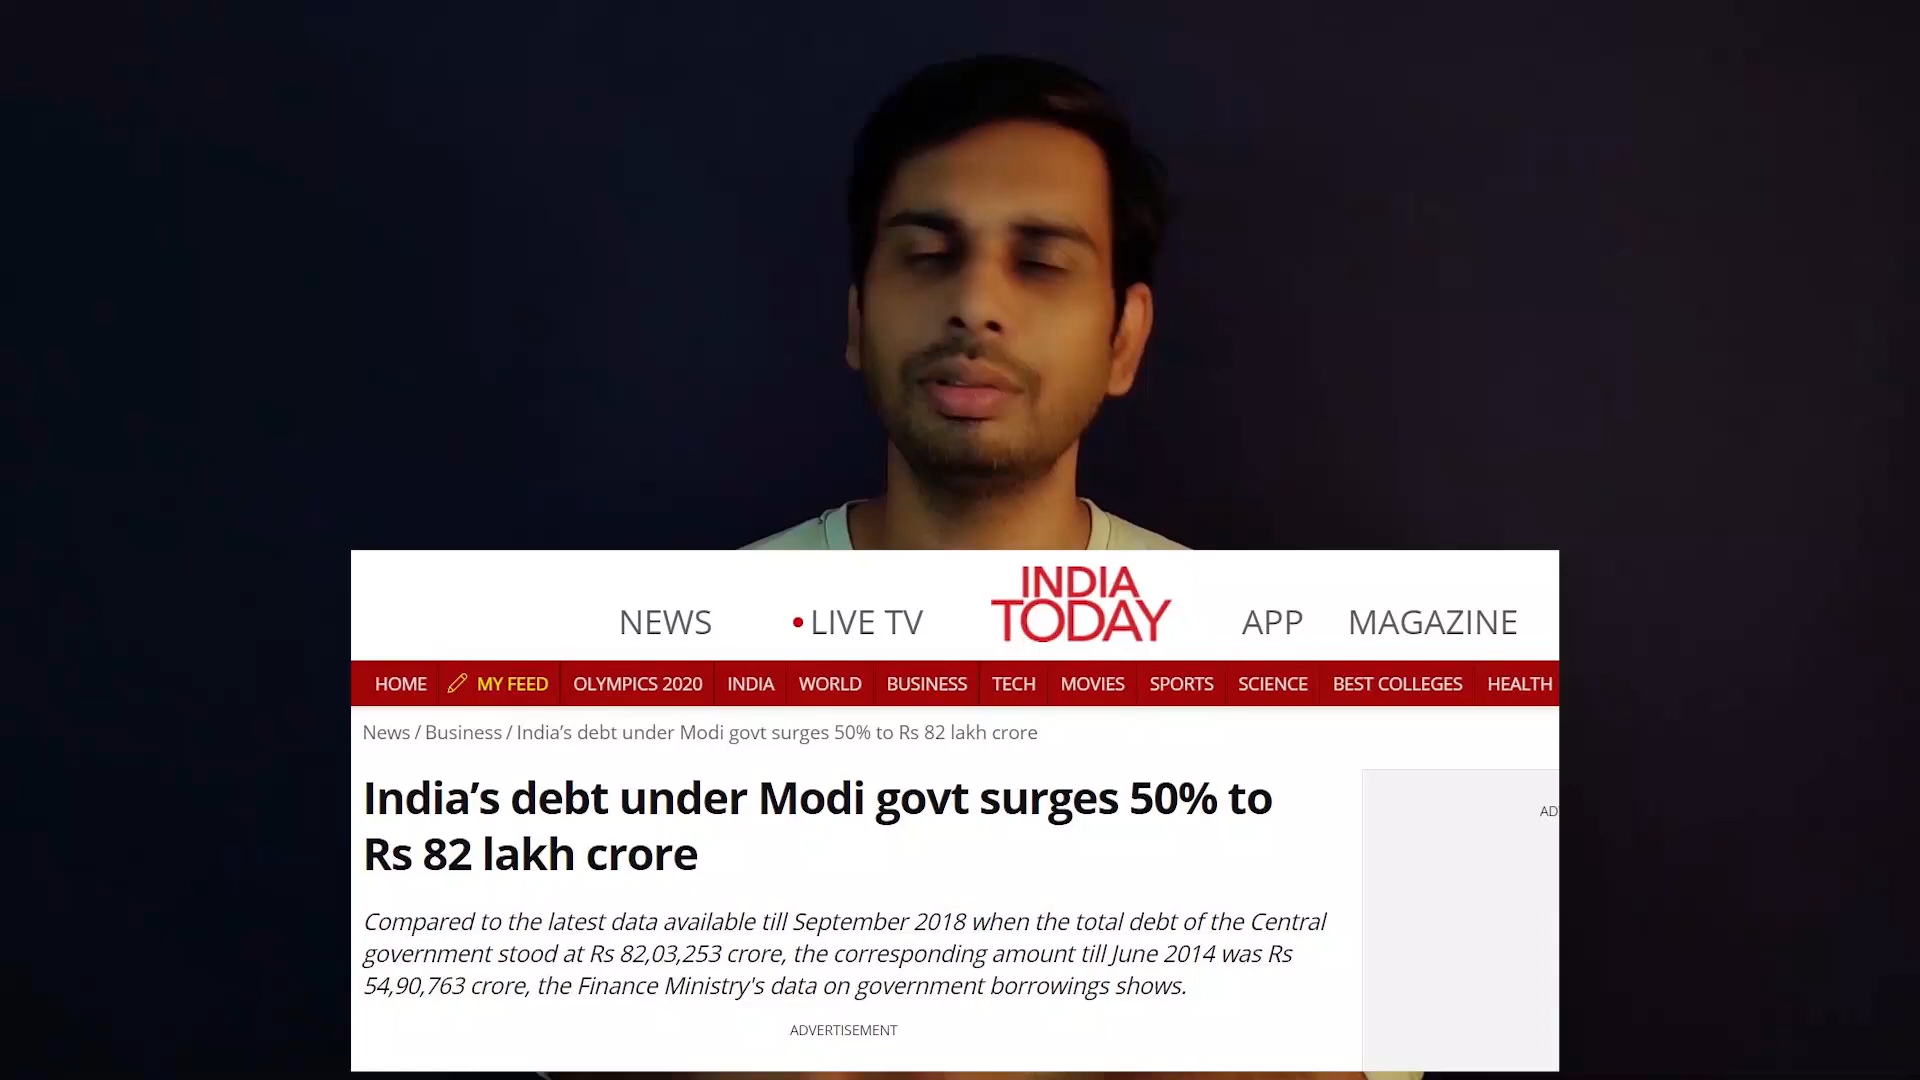 NEWS
• LIVE TV
INDIA
TODAY
APP
MAGAZINE
HOME MY FEED OLYMPICS 2020 INDIA WORLD BUSINESS TECH MOVIES SPORTS SCIENCE BEST COLLEGES HEALTH
News / Business / India’s debt under Modi govt surges 50% to Rs 82 lakh crore
India’s debt under Modi govt surges 50% to
Rs 82 lakh crore
AD
Compared to the latest data available till September 2018 when the total debt of the Central
government stood at Rs 82,03,253 crore, the corresponding amount till June 2014 was Rs
54,90,763 crore, the Finance Ministry's data on government borrowings shows.
ADVERTISEMENT